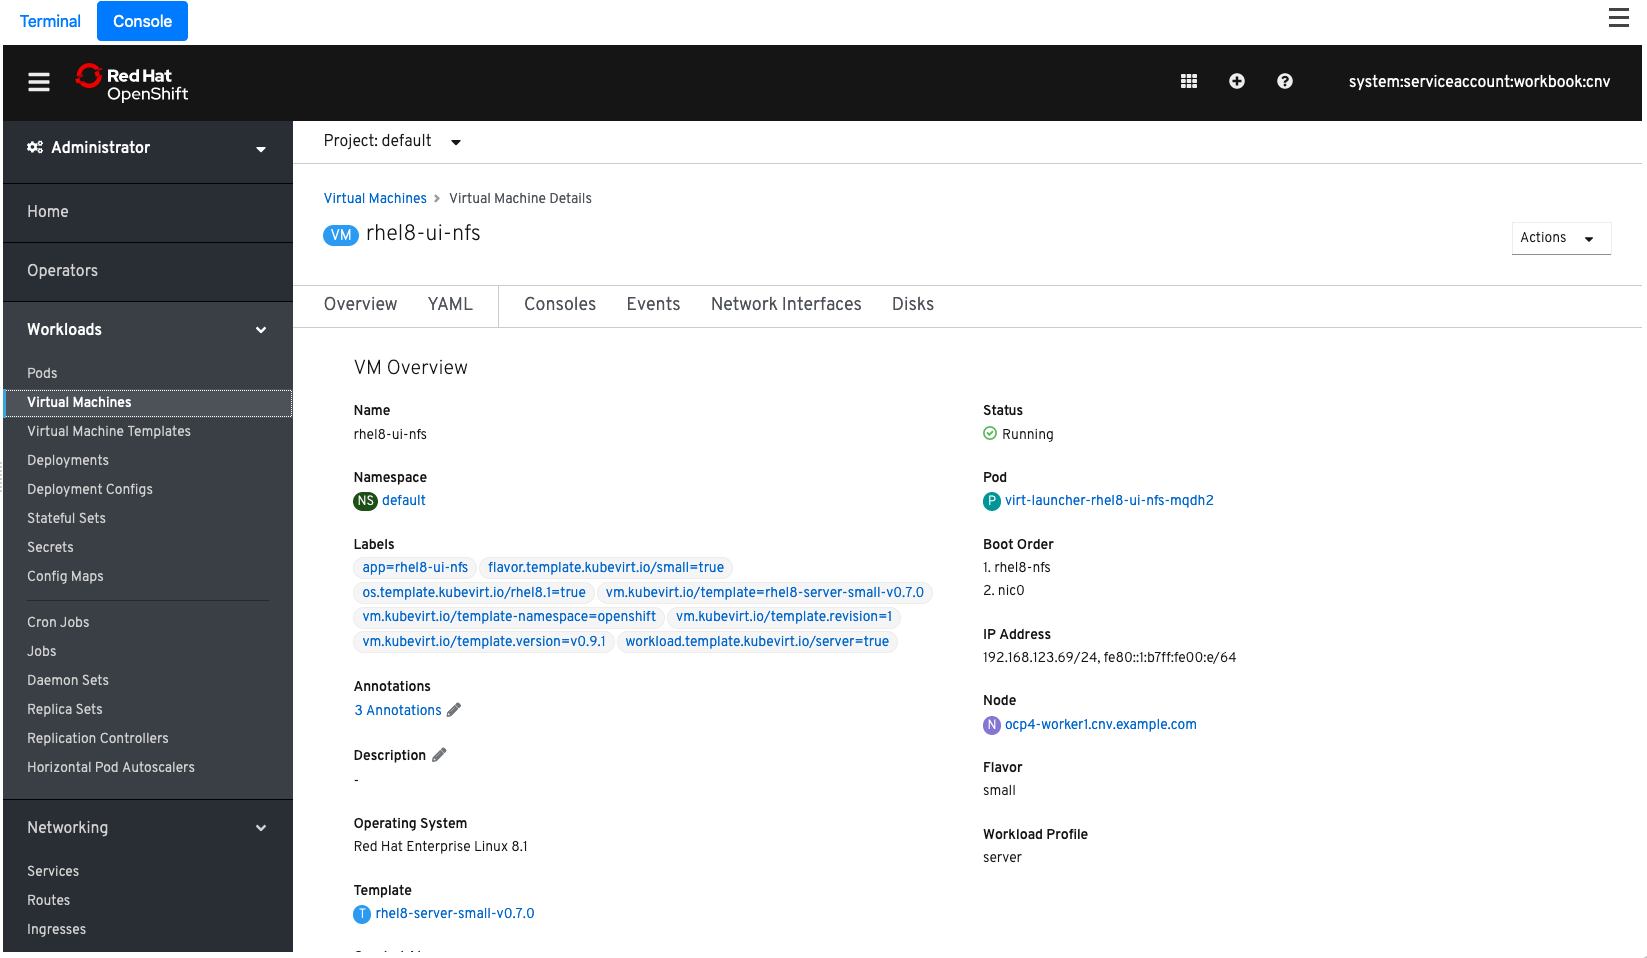 Terminal Console
Red Hat
OpenShift
system:serviceaccount:workbook:cnv
Administrator
Home
Operators
Workloads
Pods
Virtual Machines
Virtual Machine Templates
Deployments
Deployment Configs
Stateful Sets
Secrets
Config Maps
Cron Jobs
Jobs
Daemon Sets
Replica Sets
Replication Controllers
Horizontal Pod Autoscalers
Networking
Services
Routes
Ingresses
Project: default
Virtual Machines > Virtual Machine Details
VM rhel8-ui-nfs
Actions
Overview YAML Consoles Events Network Interfaces Disks
VM Overview
Name
rhel8-ui-nfs
Namespace
NS default
Labels
app=rhel8-ui-nfs flavor.template.kubevirt.io/small=true
os.template.kubevirt.io/rhel8.1=true vm.kubevirt.io/template=rhel8-server-small-v0.7.0
vm.kubevirt.io/template-namespace=openshift vm.kubevirt.io/template.revision=1
vm.kubevirt.io/template.version=v0.9.1 workload.template.kubevirt.io/server=true
Annotations
3 Annotations
Description
-
Operating System
Red Hat Enterprise Linux 8.1
Template
T rhel8-server-small-v0.7.0
Status
Running
Pod
P virt-launcher-rhel8-ui-nfs-mqdh2
Boot Order
1. rhel8-nfs
2. nic0
IP Address
192.168.123.69/24, fe80::1:b7ff:fe00:e/64
Node
N ocp4-worker1.cnv.example.com
Flavor
small
Workload Profile
server